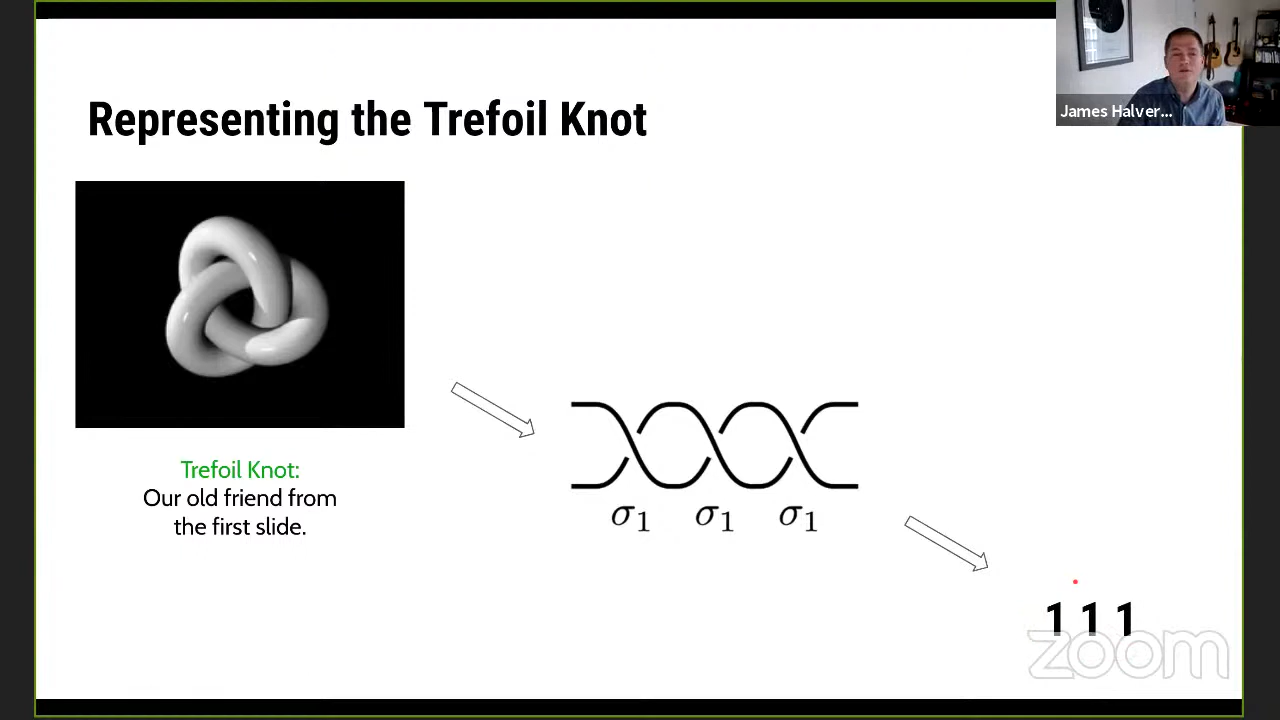 Representing the Trefoil Knot
James Halver...
Trefoil Knot:
Our old friend from
the first slide.
σ1 σ1 σ1
1 1 1
zoom